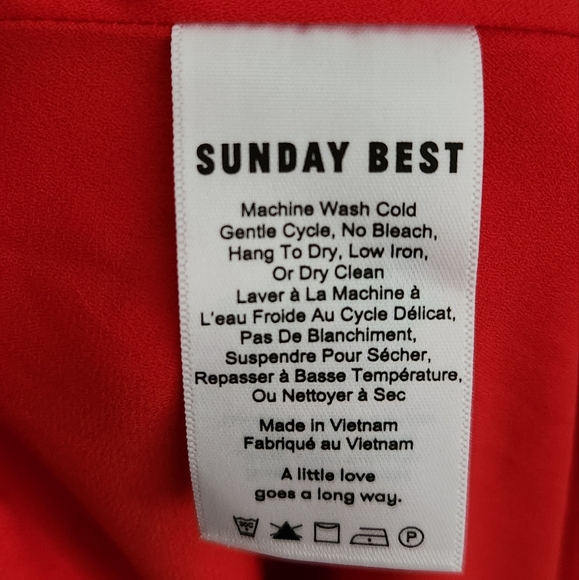 SUNDAY BEST
Machine Wash Cold
Gentle Cycle, No Bleach,
Hang To Dry, Low Iron,
Or Dry Clean
Laver à La Machine à
L'eau Froide Au Cycle Délicat,
Pas De Blanchiment,
Suspendre Pour Sécher,
Repasser à Basse Température,
Ou Nettoyer à Sec
Made in Vietnam
Fabriqué au Vietnam
A little love
goes a long way.
P